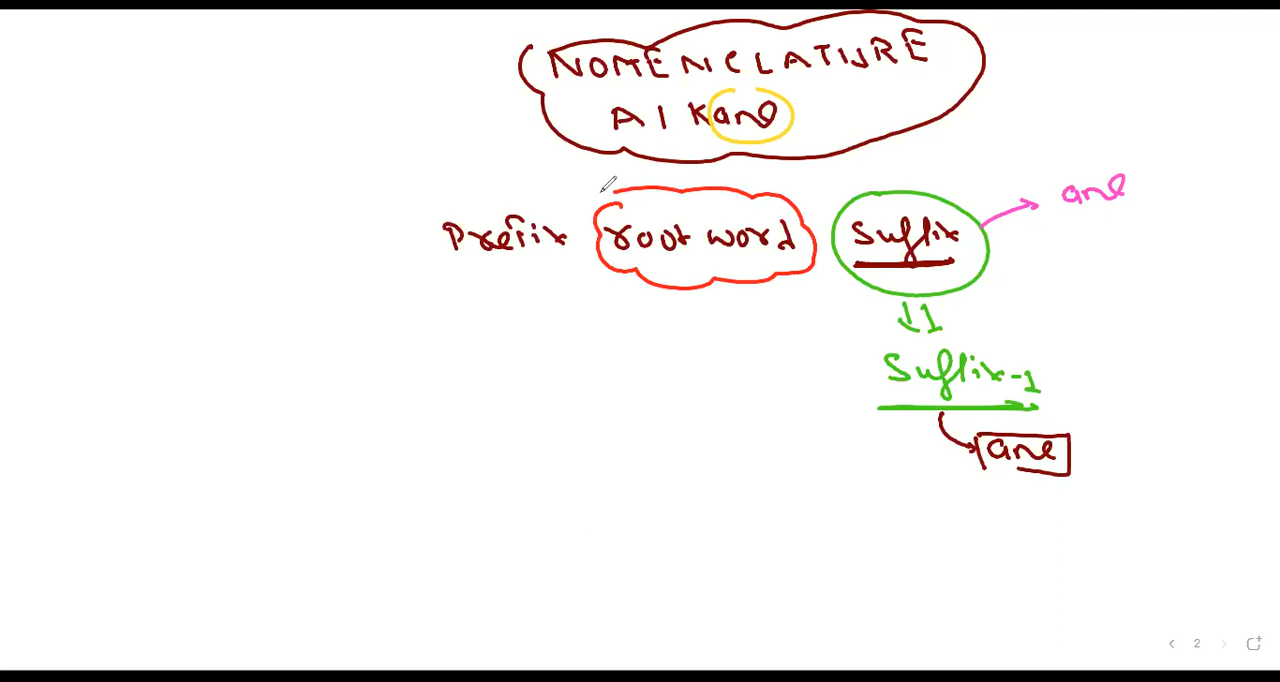 NOMENCLATURE
Alkane
Prefix root word Suffix ane
Suffix-1
ane
2